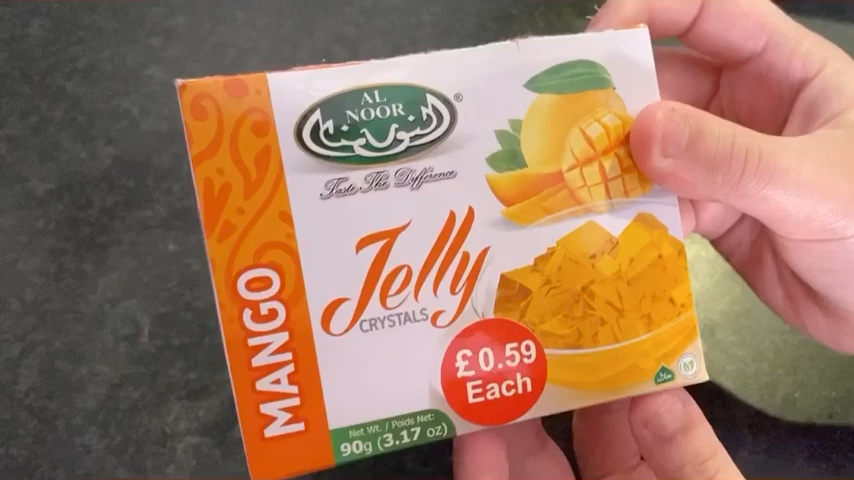 AL
NOOR
®
النور
Taste The Difference
Jelly
CRYSTALS
MANGO
£0.59
Each
Net Wt. / Poids Net:
90g (3.17 oz)